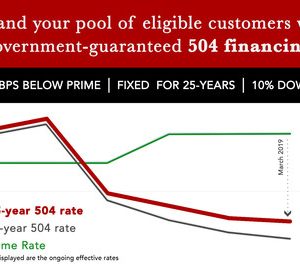 and your pool of eligible customers
government-guaranteed 504 financin
BPS BELOW PRIME | FIXED FOR 25-YEARS | 10% DOW
March 2019
-year 504 rate
-year 504 rate
me Rate
displayed are the ongoing effective rates